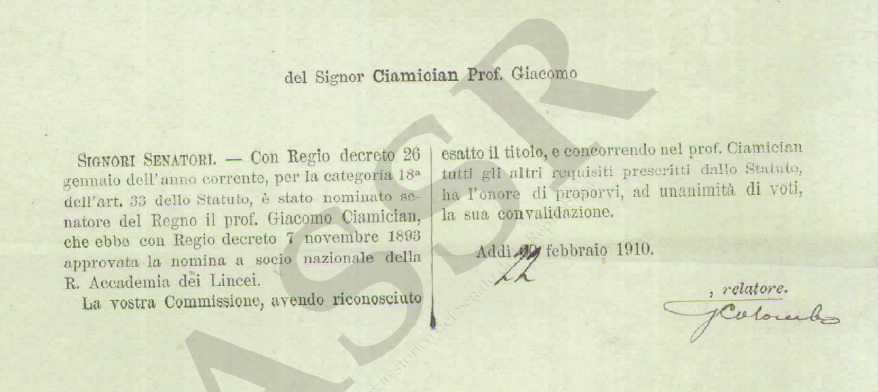 del Signor Ciamician Prof. Giacomo
SIGNORI SENATORI. — Con Regio decreto 26
gennaio dell'anno corrente, per la categoria 18ª
dell'art. 33 dello Statuto, è stato nominato se-
natore del Regno il prof. Giacomo Ciamician,
che ebbe con Regio decreto 7 novembre 1893
approvata la nomina a socio nazionale della
R. Accademia dei Lincei.
La vostra Commissione, avendo riconosciuto
esatto il titolo, e concorrendo nel prof. Ciamician
tutti gli altri requisiti prescritti dallo Statuto,
ha l'onore di proporvi, ad unanimità di voti,
la sua convalidazione.
Addì febbraio 1910.
22
, relatore.
G Colombo
ASSR